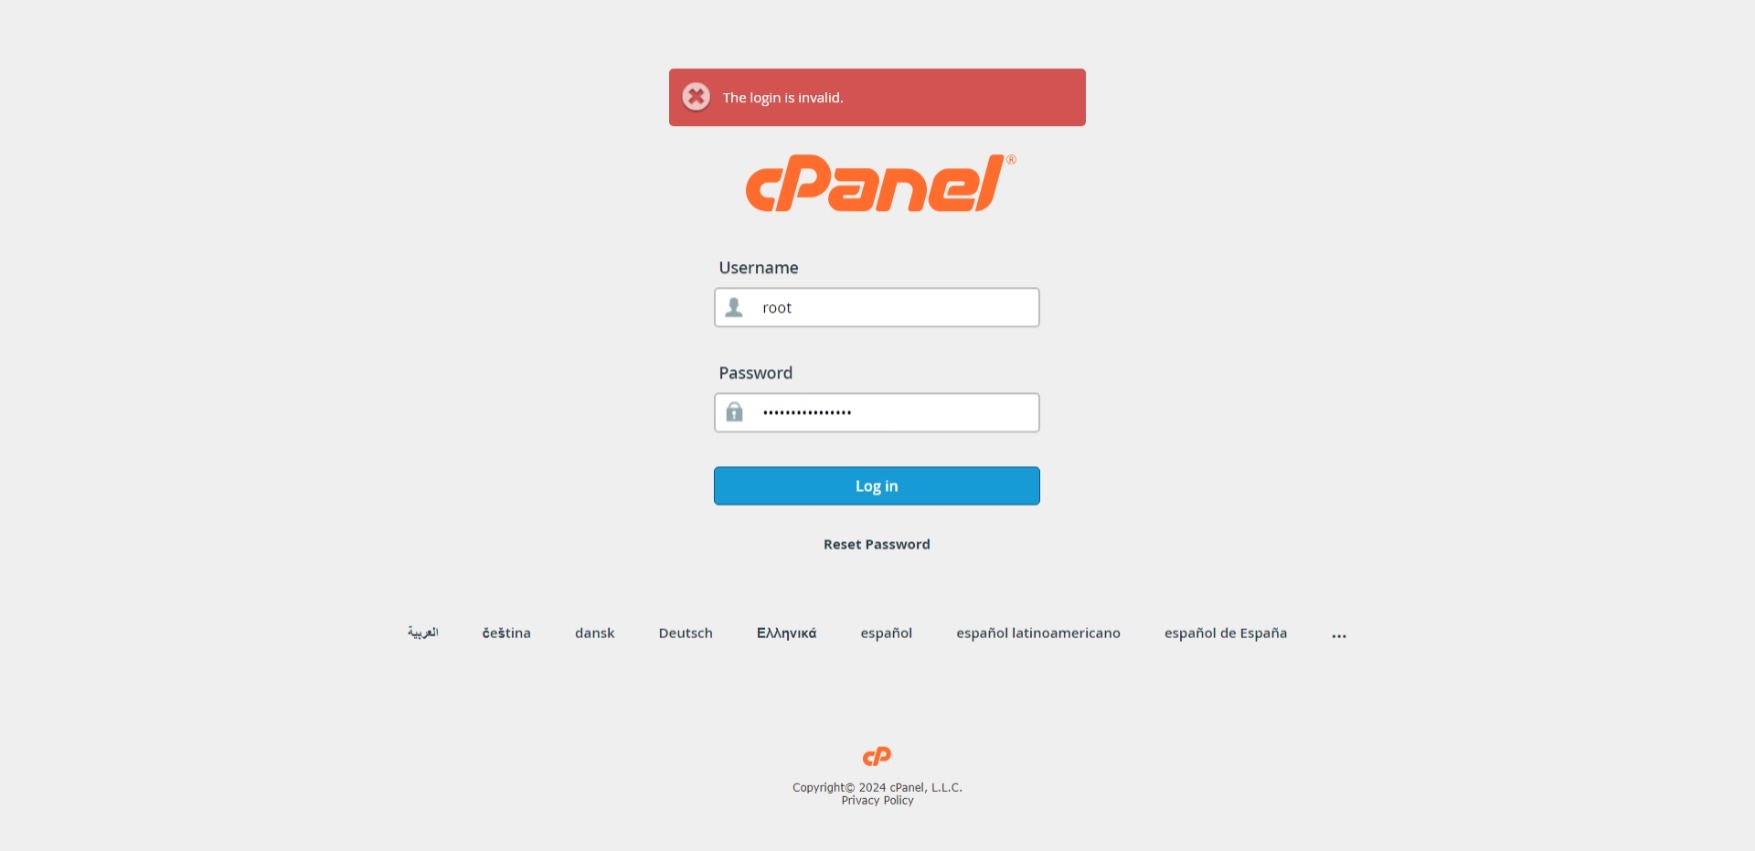 The login is invalid.
cPanel®
Username
root
Password
••••••••••••••••
Log in
Reset Password
العربية čeština dansk Deutsch Ελληνικά español español latinoamericano español de España ...
cP
Copyright© 2024 cPanel, L.L.C.
Privacy Policy